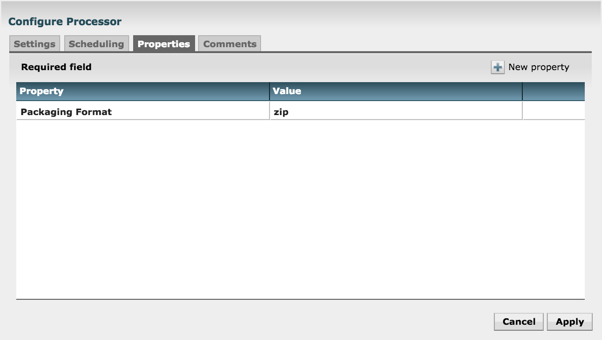 Configure Processor
Settings Scheduling Properties Comments
Required field New property
Property Value
Packaging Format zip
Cancel Apply